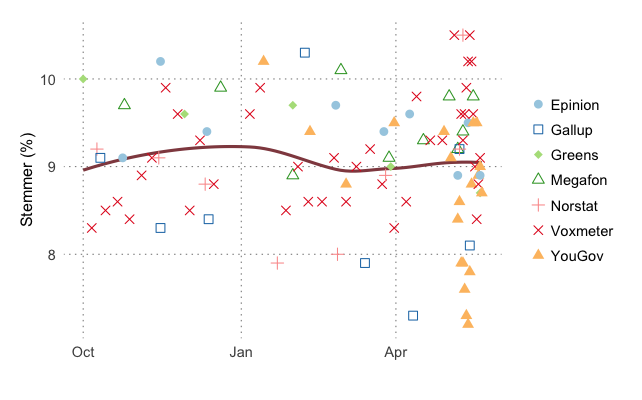 Stemmer (%)
10
9
8
Oct
Jan
Apr
Epinion
Gallup
Greens
Megafon
Norstat
Voxmeter
YouGov